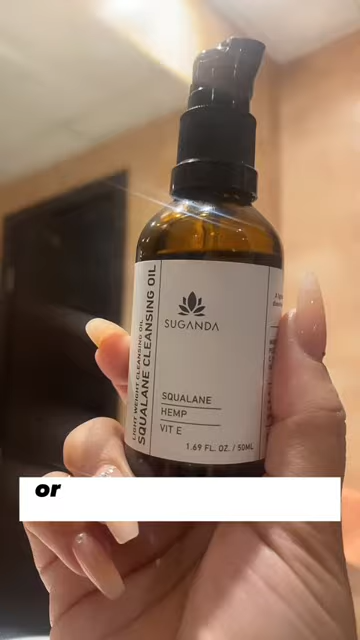 SUGANDA
LIGHT WEIGHT CLEANSING OIL
SQUALANE CLEANSING OIL
SQUALANE
HEMP
VIT E
1.69 FL. OZ. / 50ML
or